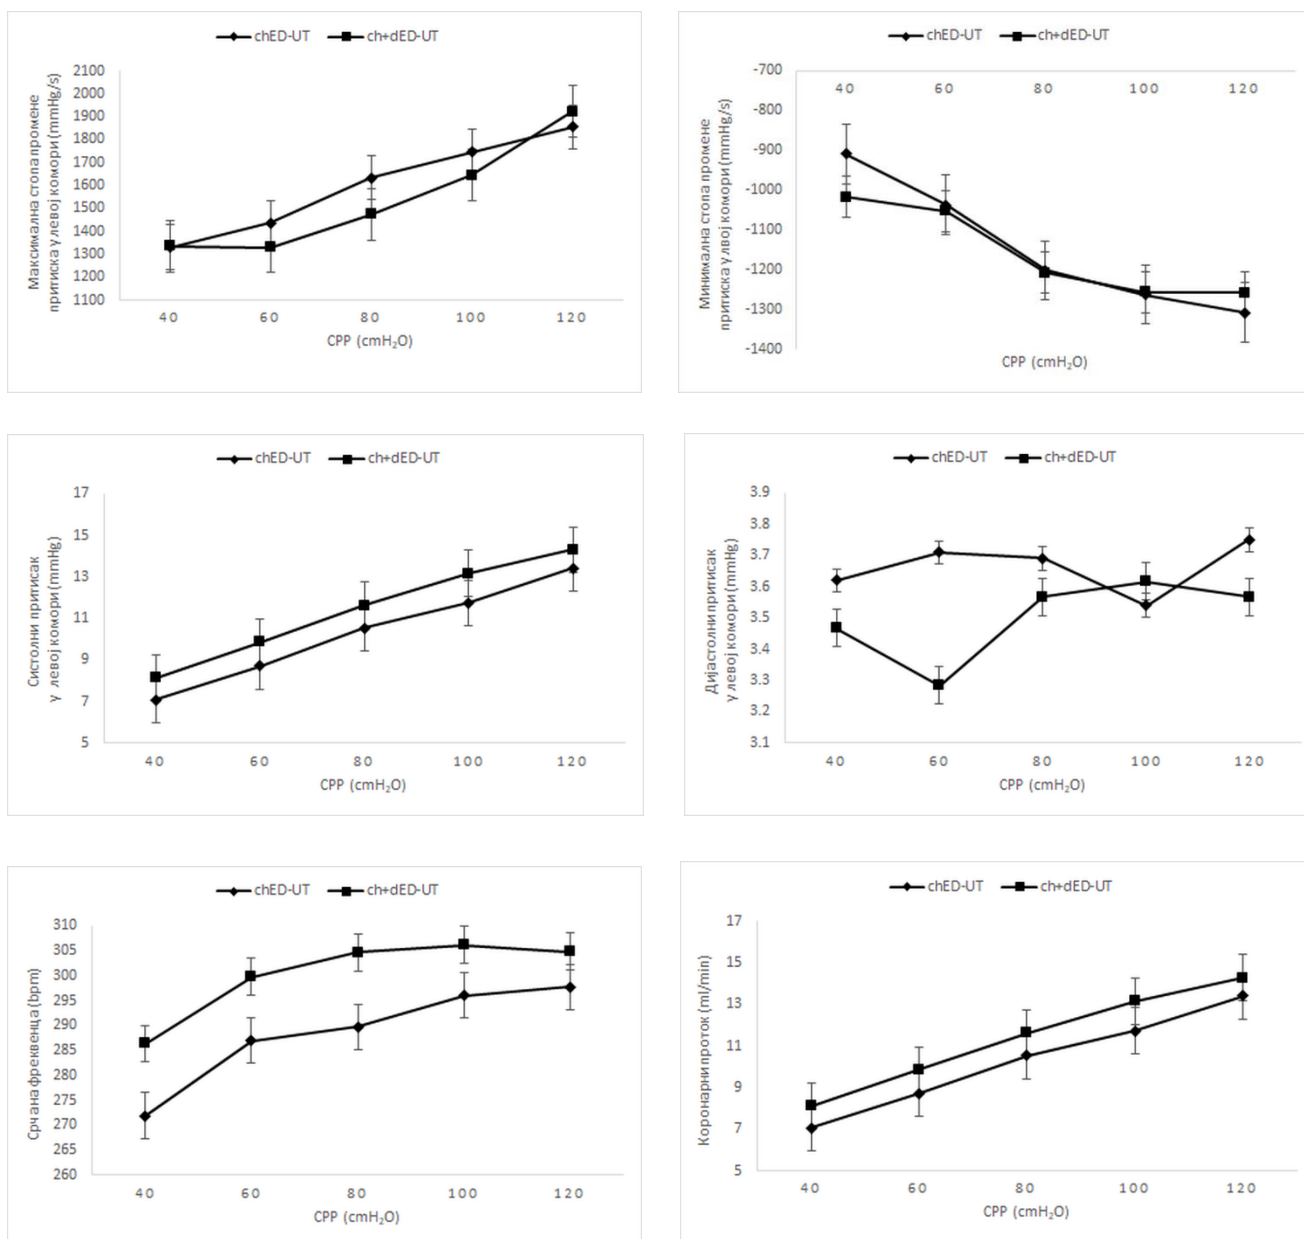 chED-UT ch+dED-UT
Максимална стопа промене
притиска у левој комори (mmHg/s)
2100
2000
1900
1800
1700
1600
1500
1400
1300
1200
1100
40 60 80 100 120
CPP (cmH₂O)
chED-UT ch+dED-UT
Минимална стопа промене
притиска у лвој комори (mmHg/s)
-700
40 60 80 100 120
-800
-900
-1000
-1100
-1200
-1300
-1400
CPP (cmH₂O)
chED-UT ch+dED-UT
Систолни притисак
у левој комори (mmHg)
17
15
13
11
9
7
5
40 60 80 100 120
CPP (cmH₂O)
chED-UT ch+dED-UT
Дијастолни притисак
у левој комори (mmHg)
3.9
3.8
3.7
3.6
3.5
3.4
3.3
3.2
3.1
40 60 80 100 120
CPP (cmH₂O)
chED-UT ch+dED-UT
Срчана фреквенца (bpm)
310
305
300
295
290
285
280
275
270
265
260
40 60 80 100 120
CPP (cmH₂O)
chED-UT ch+dED-UT
Коронарни проток (ml/min)
17
15
13
11
9
7
5
40 60 80 100 120
CPP (cmH₂O)